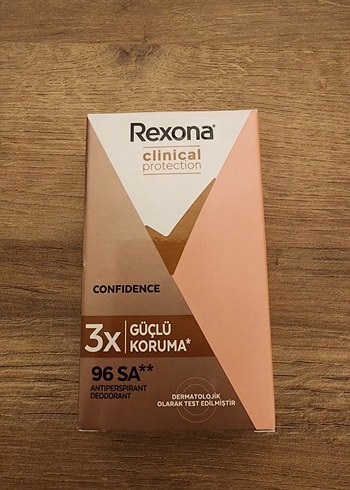 Rexona
clinical
protection
CONFIDENCE
3x GÜÇLÜ
KORUMA*
96 SA**
ANTIPERSPIRANT
DEODORANT
DERMATOLOJİK
OLARAK TEST EDİLMİŞTİR